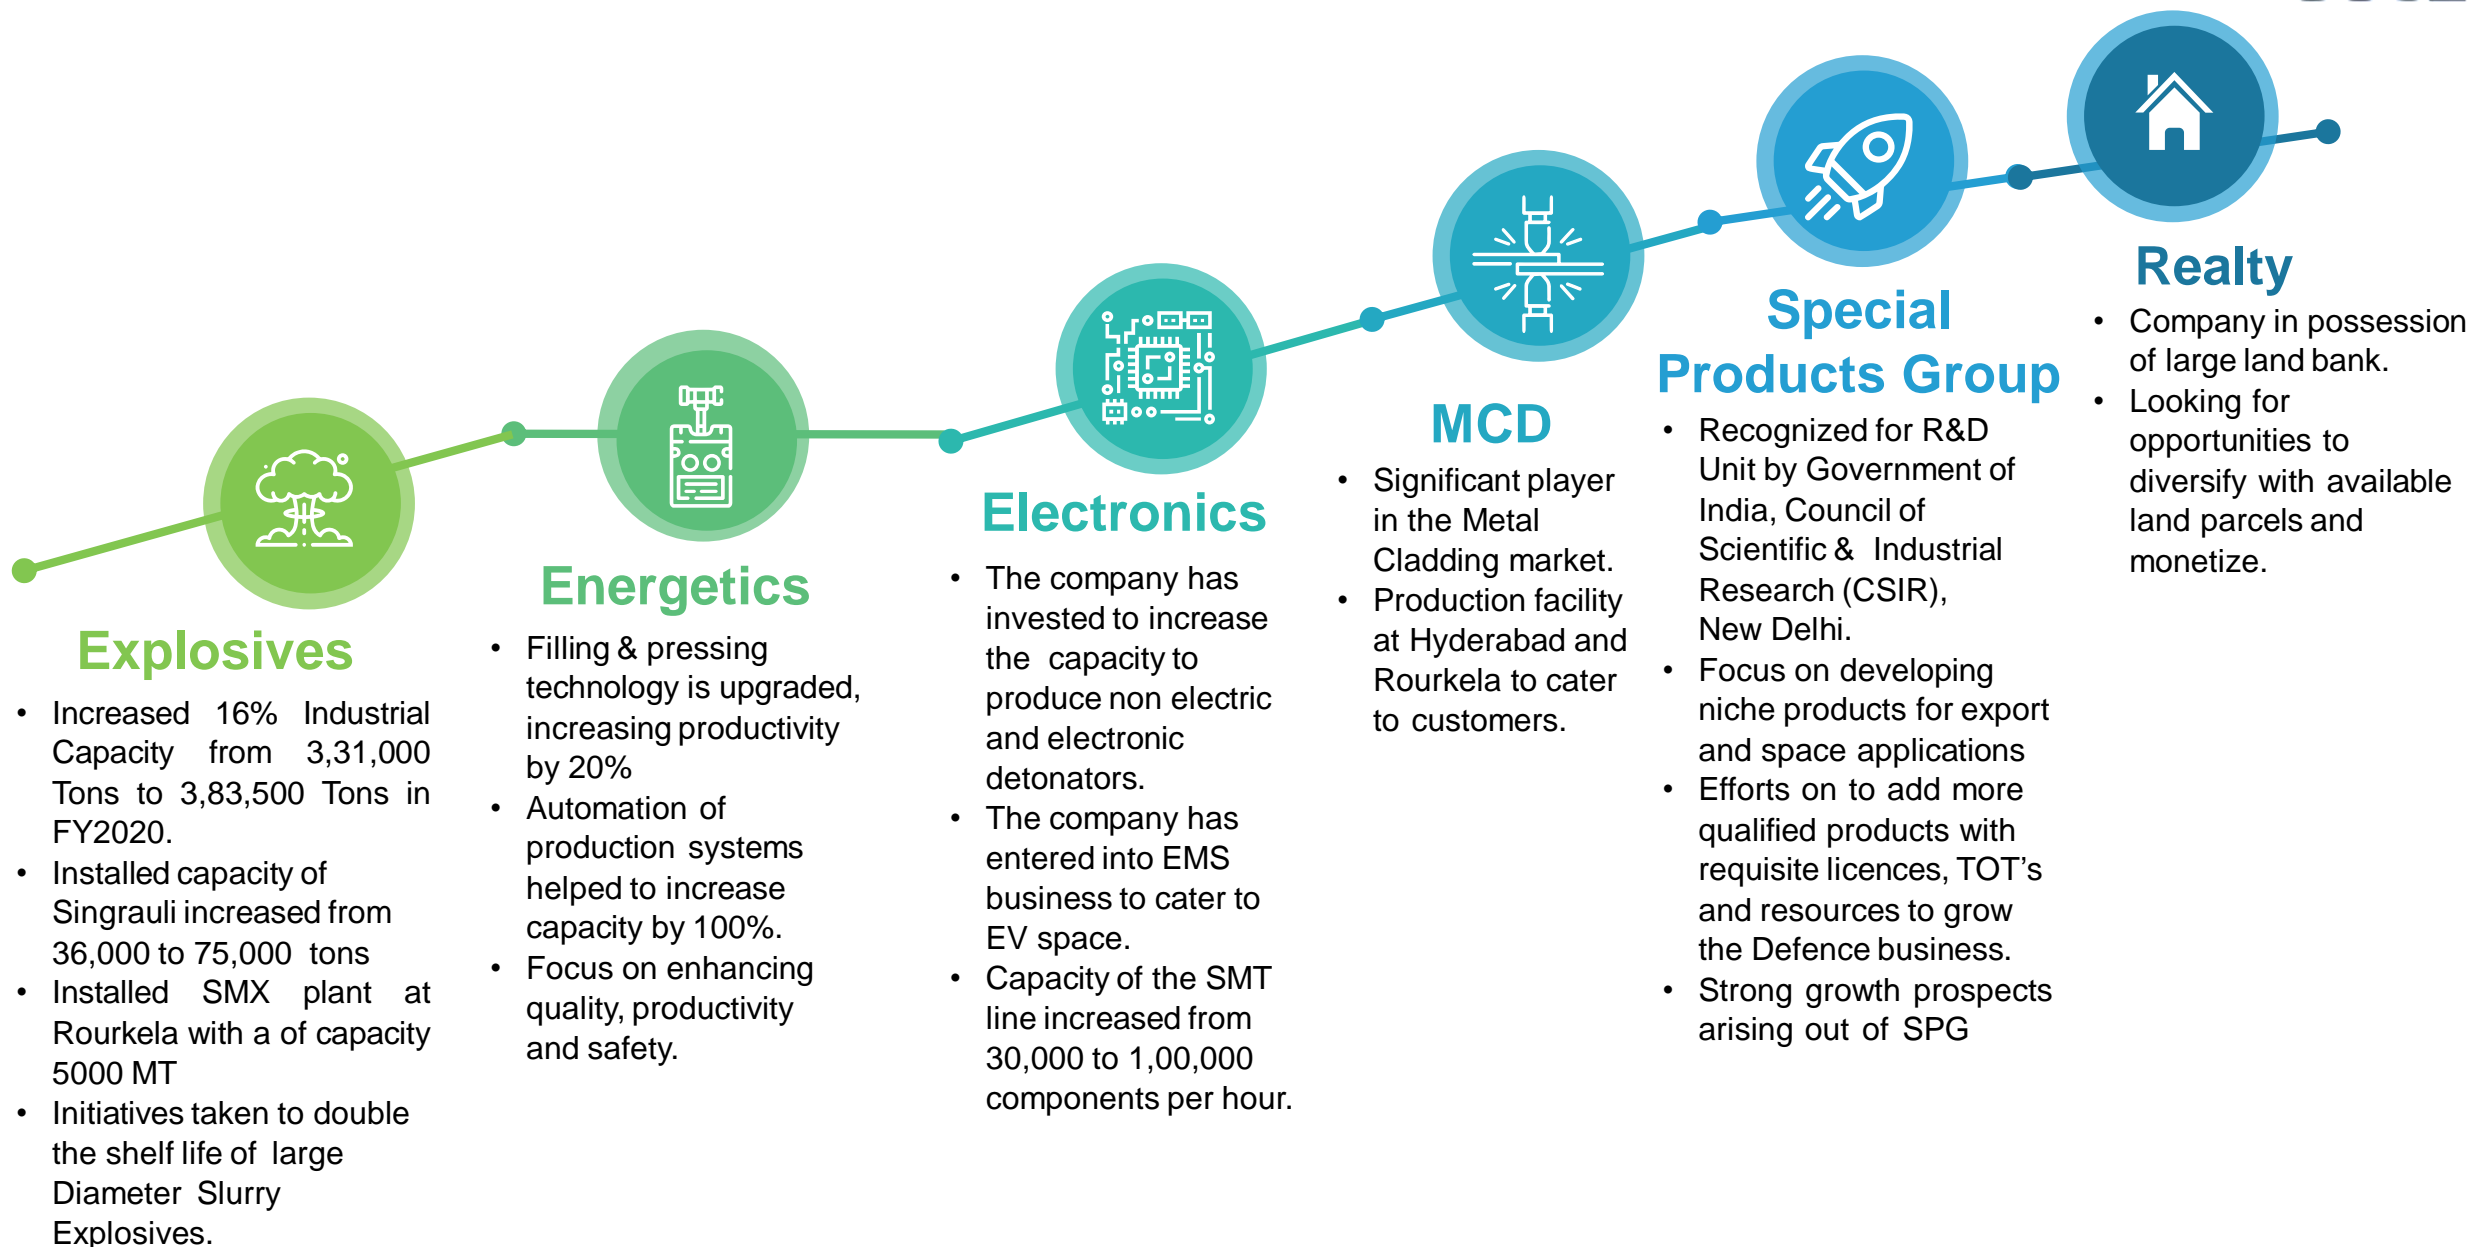 Explosives
• Increased 16% Industrial
Capacity from 3,31,000
Tons to 3,83,500 Tons in
FY2020.
• Installed capacity of
Singrauli increased from
36,000 to 75,000 tons
• Installed SMX plant at
Rourkela with a of capacity
5000 MT
• Initiatives taken to double
the shelf life of large
Diameter Slurry
Explosives.
Energetics
• Filling & pressing
technology is upgraded,
increasing productivity
by 20%
• Automation of
production systems
helped to increase
capacity by 100%.
• Focus on enhancing
quality, productivity
and safety.
Electronics
• The company has
invested to increase
the capacity to
produce non electric
and electronic
detonators.
• The company has
entered into EMS
business to cater to
EV space.
• Capacity of the SMT
line increased from
30,000 to 1,00,000
components per hour.
MCD
• Significant player
in the Metal
Cladding market.
• Production facility
at Hyderabad and
Rourkela to cater
to customers.
Special
Products Group
• Recognized for R&D
Unit by Government of
India, Council of
Scientific & Industrial
Research (CSIR),
New Delhi.
• Focus on developing
niche products for export
and space applications
• Efforts on to add more
qualified products with
requisite licences, TOT's
and resources to grow
the Defence business.
• Strong growth prospects
arising out of SPG
Realty
• Company in possession
of large land bank.
• Looking for
opportunities to
diversify with available
land parcels and
monetize.